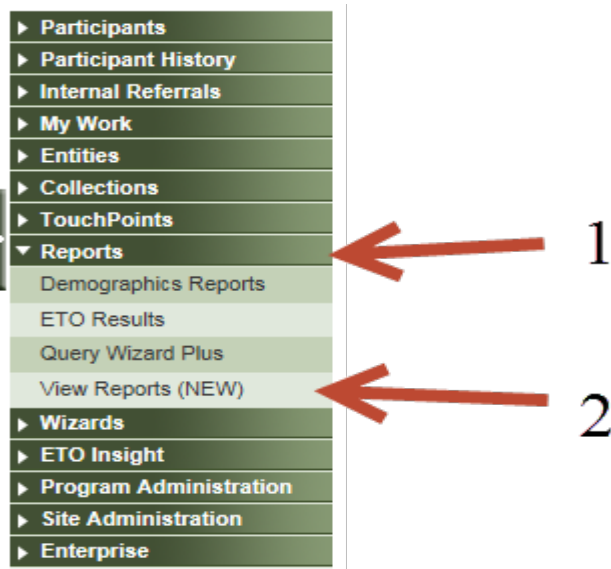 Participants
Participant History
Internal Referrals
My Work
Entities
Collections
TouchPoints
Reports
1
Demographics Reports
ETO Results
Query Wizard Plus
View Reports (NEW)
2
Wizards
ETO Insight
Program Administration
Site Administration
Enterprise